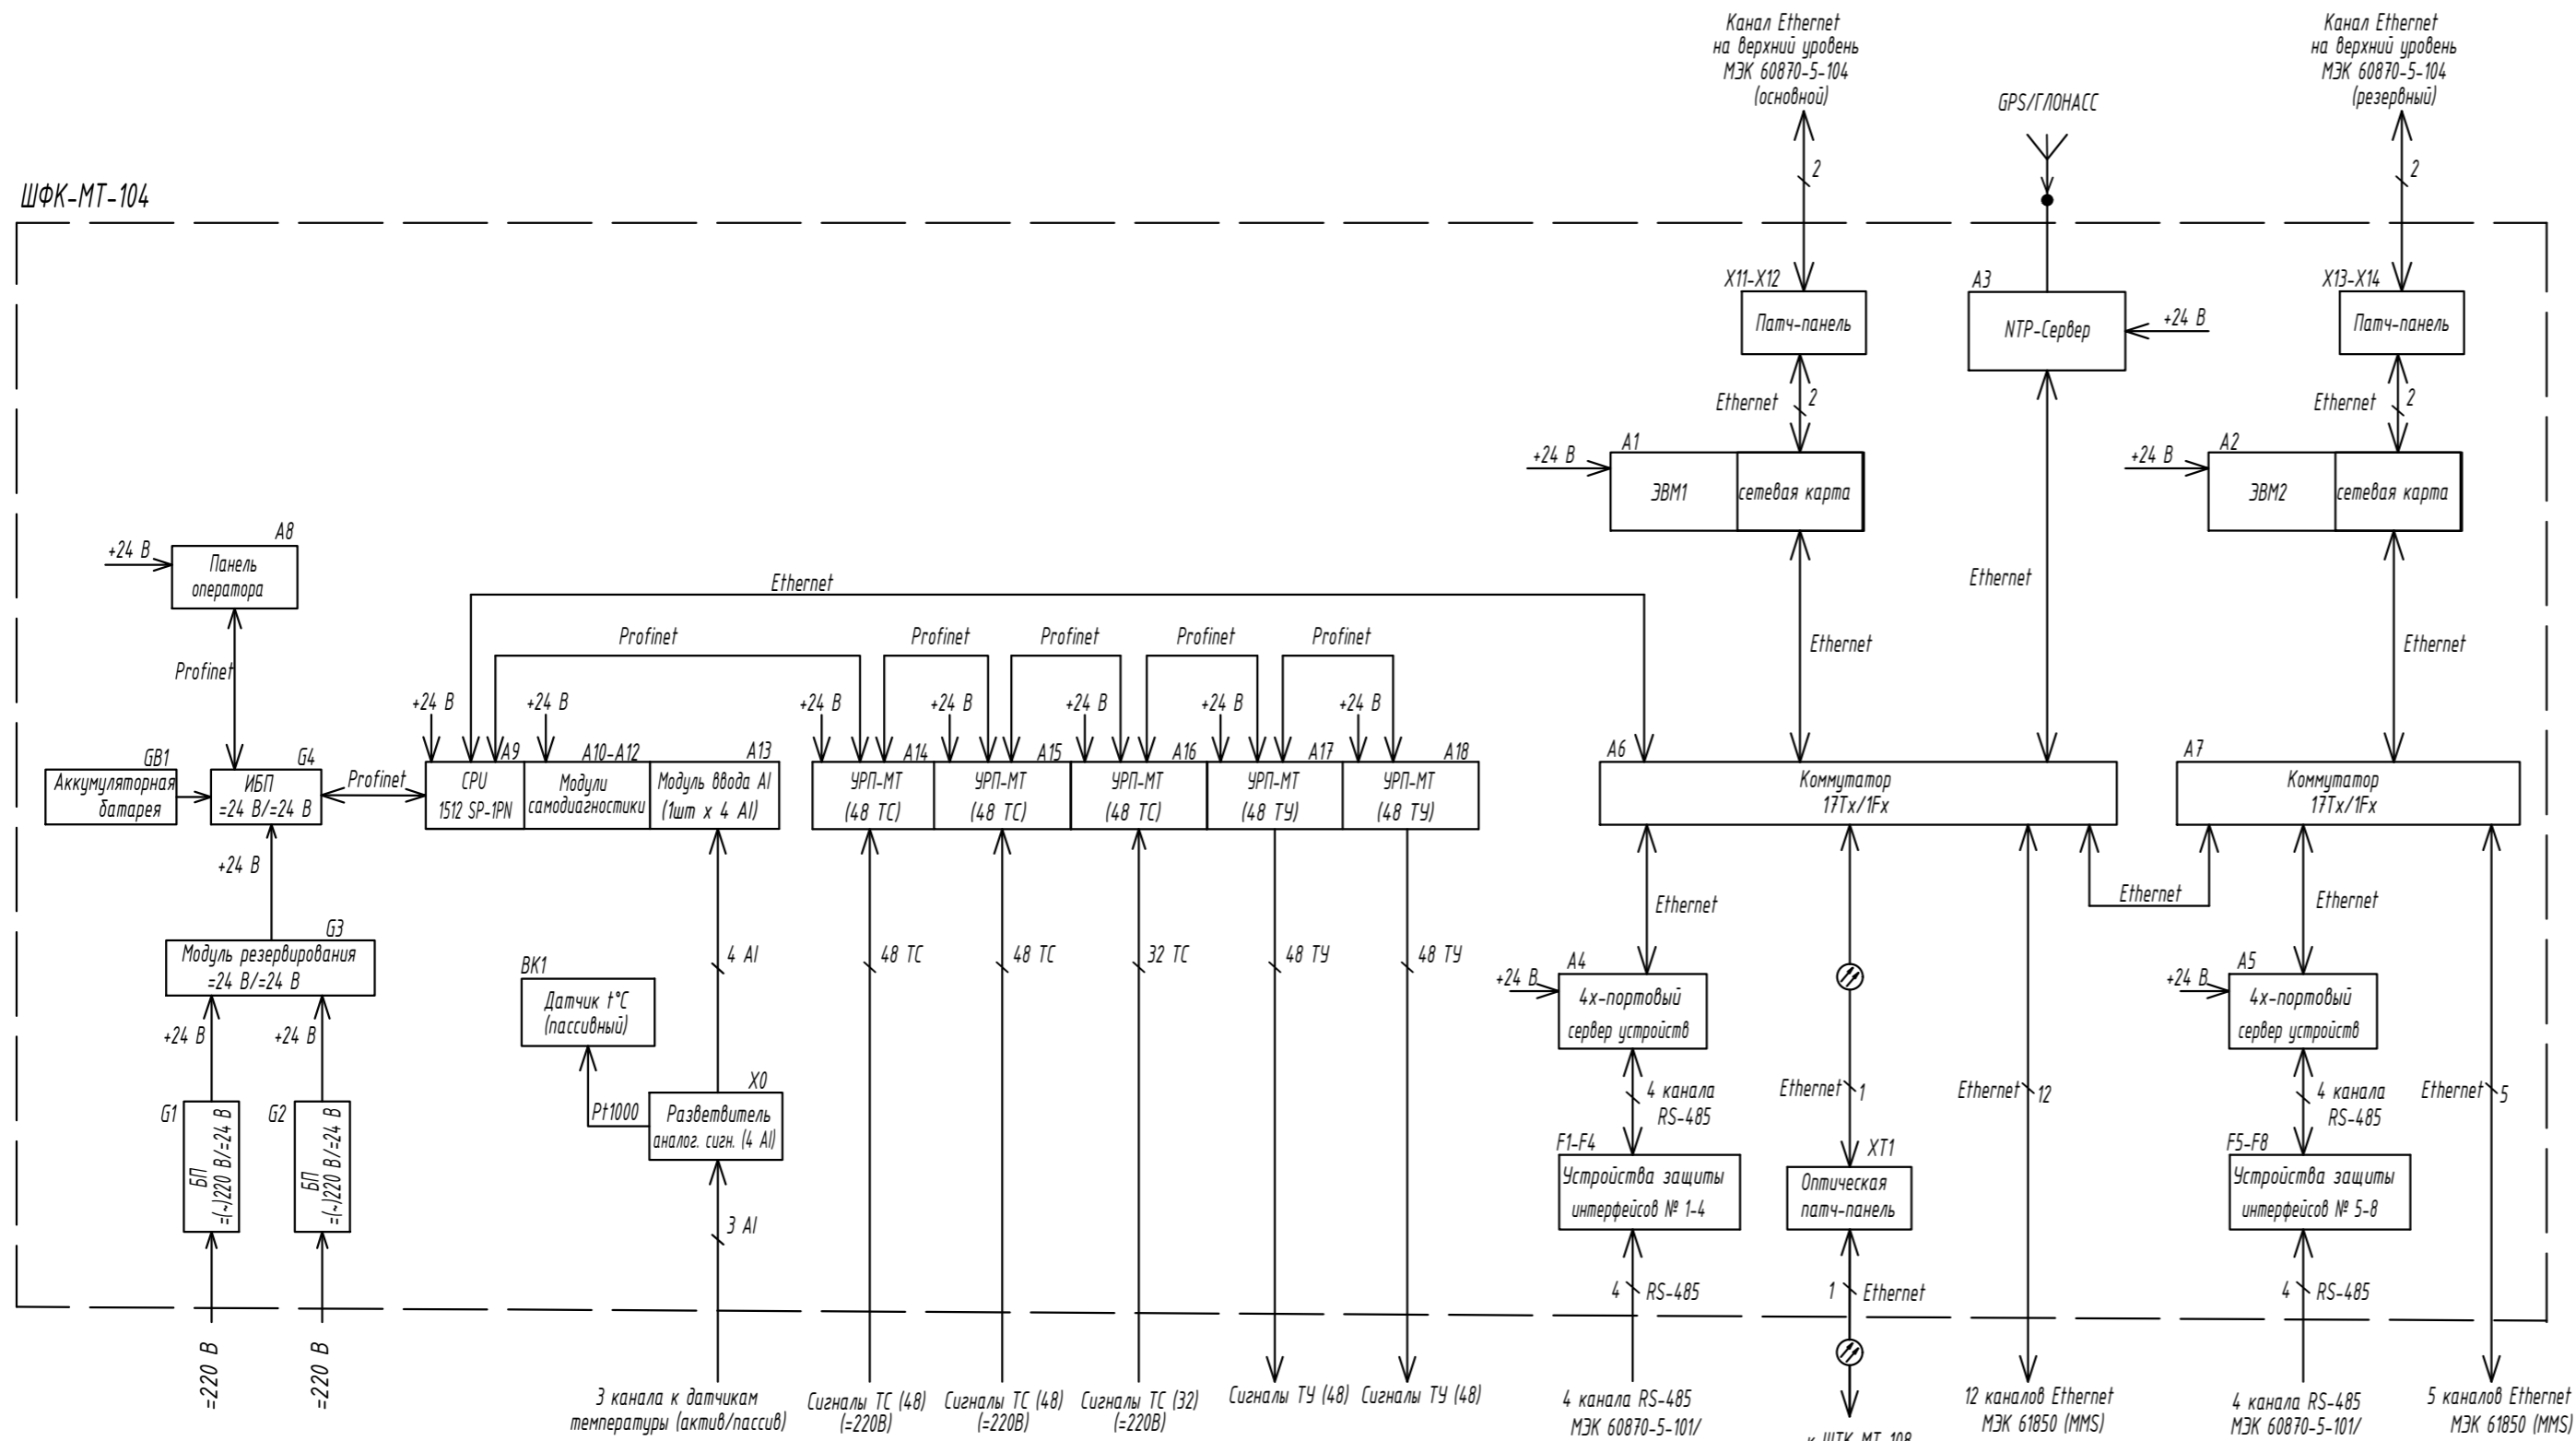 Канал Ethernet
на верхний уровень
МЭК 60870-5-104
(основной)
2
GPS/ГЛОНАСС
Канал Ethernet
на верхний уровень
МЭК 60870-5-104
(резервный)
2
ШФК-МТ-104
X11-X12
Патч-панель
A3
NTP-Сервер
+24 В
X13-X14
Патч-панель
Ethernet
2
Ethernet
2
A1
+24 В
ЭВМ1
сетевая карта
A2
+24 В
ЭВМ2
сетевая карта
A8
+24 В
Панель
оператора
Profinet
Ethernet
Profinet
Profinet
Profinet
Profinet
Profinet
Ethernet
Ethernet
Ethernet
GB1
Аккумуляторная
батарея
G4
ИБП
=24 В/=24 В
Profinet
+24 В
A9
CPU
1512 SP-1PN
+24 В
A10-A12
Модули
самодиагностики
A13
Модуль ввода AI
(1шт x 4 AI)
+24 В
A14
УРП-МТ
(48 ТС)
+24 В
A15
УРП-МТ
(48 ТС)
+24 В
A16
УРП-МТ
(48 ТС)
+24 В
A17
УРП-МТ
(48 ТУ)
+24 В
A18
УРП-МТ
(48 ТУ)
A6
Коммутатор
17Tx/1Fx
A7
Коммутатор
17Tx/1Fx
+24 В
G3
Модуль резервирования
=24 В/=24 В
+24 В
+24 В
G1
БП
=(~)220 В/=24 В
G2
БП
=(~)220 В/=24 В
BK1
Датчик t°C
(пассивный)
Pt1000
4 AI
X0
Разветвитель
аналог. сигн. (4 AI)
3 AI
48 ТС
48 ТС
32 ТС
48 ТУ
48 ТУ
Ethernet
A4
+24 В
4х-портовый
сервер устройств
4 канала
RS-485
F1-F4
Устройства защиты
интерфейсов № 1-4
4
RS-485
Ethernet
1
XT1
Оптическая
патч-панель
1
Ethernet
Ethernet
12
Ethernet
Ethernet
A5
+24 В
4х-портовый
сервер устройств
4 канала
RS-485
F5-F8
Устройства защиты
интерфейсов № 5-8
4
RS-485
Ethernet
5
=220 В
=220 В
3 канала к датчикам
температуры (актив/пассив)
Сигналы ТС (48)
(=220В)
Сигналы ТС (48)
(=220В)
Сигналы ТС (32)
(=220В)
Сигналы ТУ (48)
Сигналы ТУ (48)
4 канала RS-485
МЭК 60870-5-101/
12 каналов Ethernet
МЭК 61850 (MMS)
4 канала RS-485
МЭК 60870-5-101/
5 каналов Ethernet
МЭК 61850 (MMS)